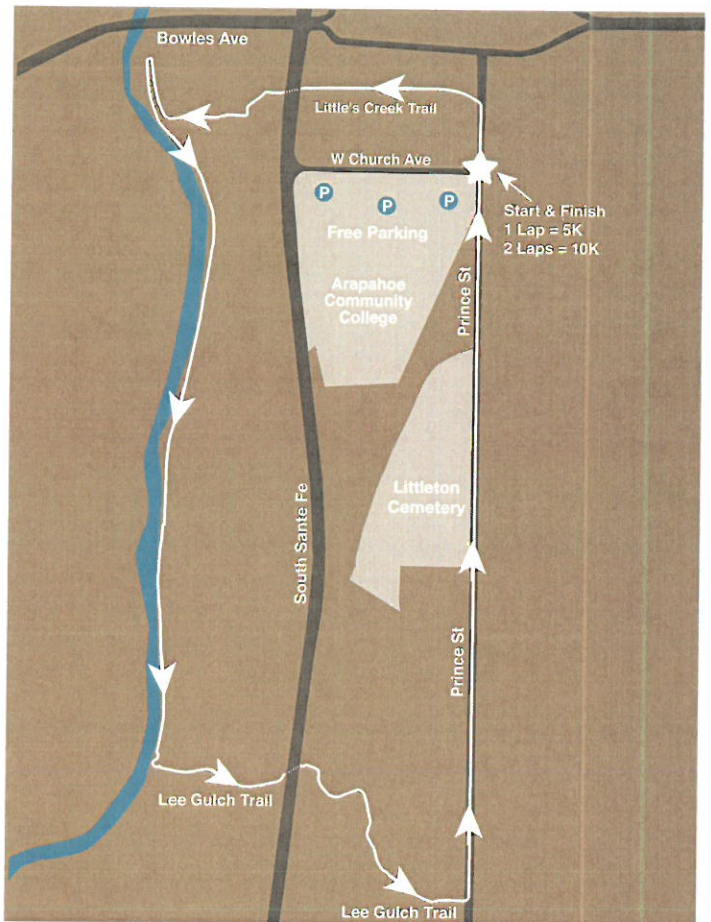 Bowles Ave
Little's Creek Trail
W Church Ave
P
P
P
Start & Finish
1 Lap = 5K
2 Laps = 10K
Free Parking
Arapahoe
Community
College
Prince St
Littleton
Cemetery
South Sante Fe
Prince St
Lee Gulch Trail
Lee Gulch Trail